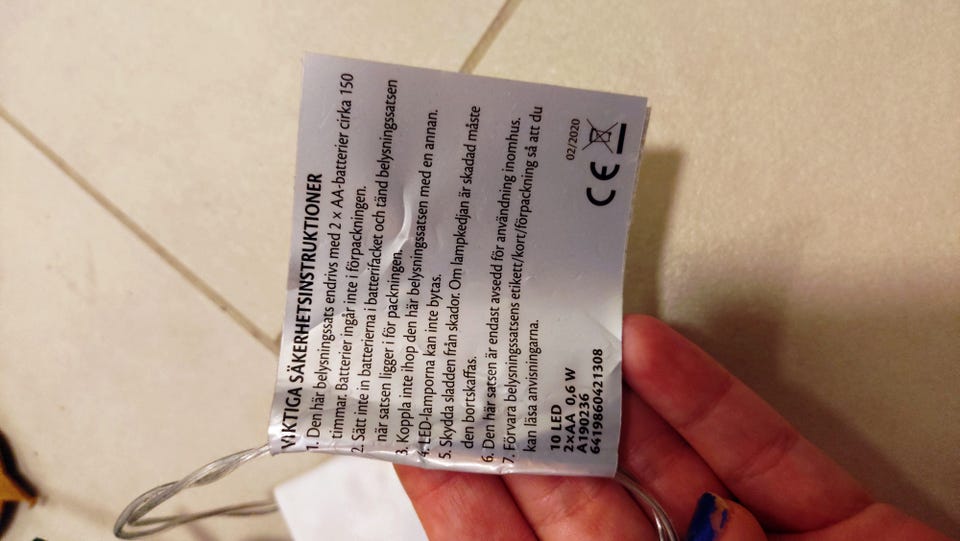 VIKTIGA SÄKERHETSINSTRUKTIONER
1. Den här belysningssats endrivs med 2 x AA-batterier cirka 150
timmar. Batterier ingår inte i förpackningen.
2. Sätt inte in batterierna i batterifacket och tänd belysningssatsen
när satsen ligger i för packningen.
3. Koppla inte ihop den här belysningssatsen med en annan.
4. LED-lamporna kan inte bytas.
5. Skydda sladden från skador. Om lampkedjan är skadad måste
den bortskaffas.
6. Den här satsen är endast avsedd för användning inomhus.
7. Förvara belysningssatsens etikett/kort/förpackning så att du
kan läsa anvisningarna.
10 LED
2xAA 0,6 W
A190236
6419860421308
02/2020
CE